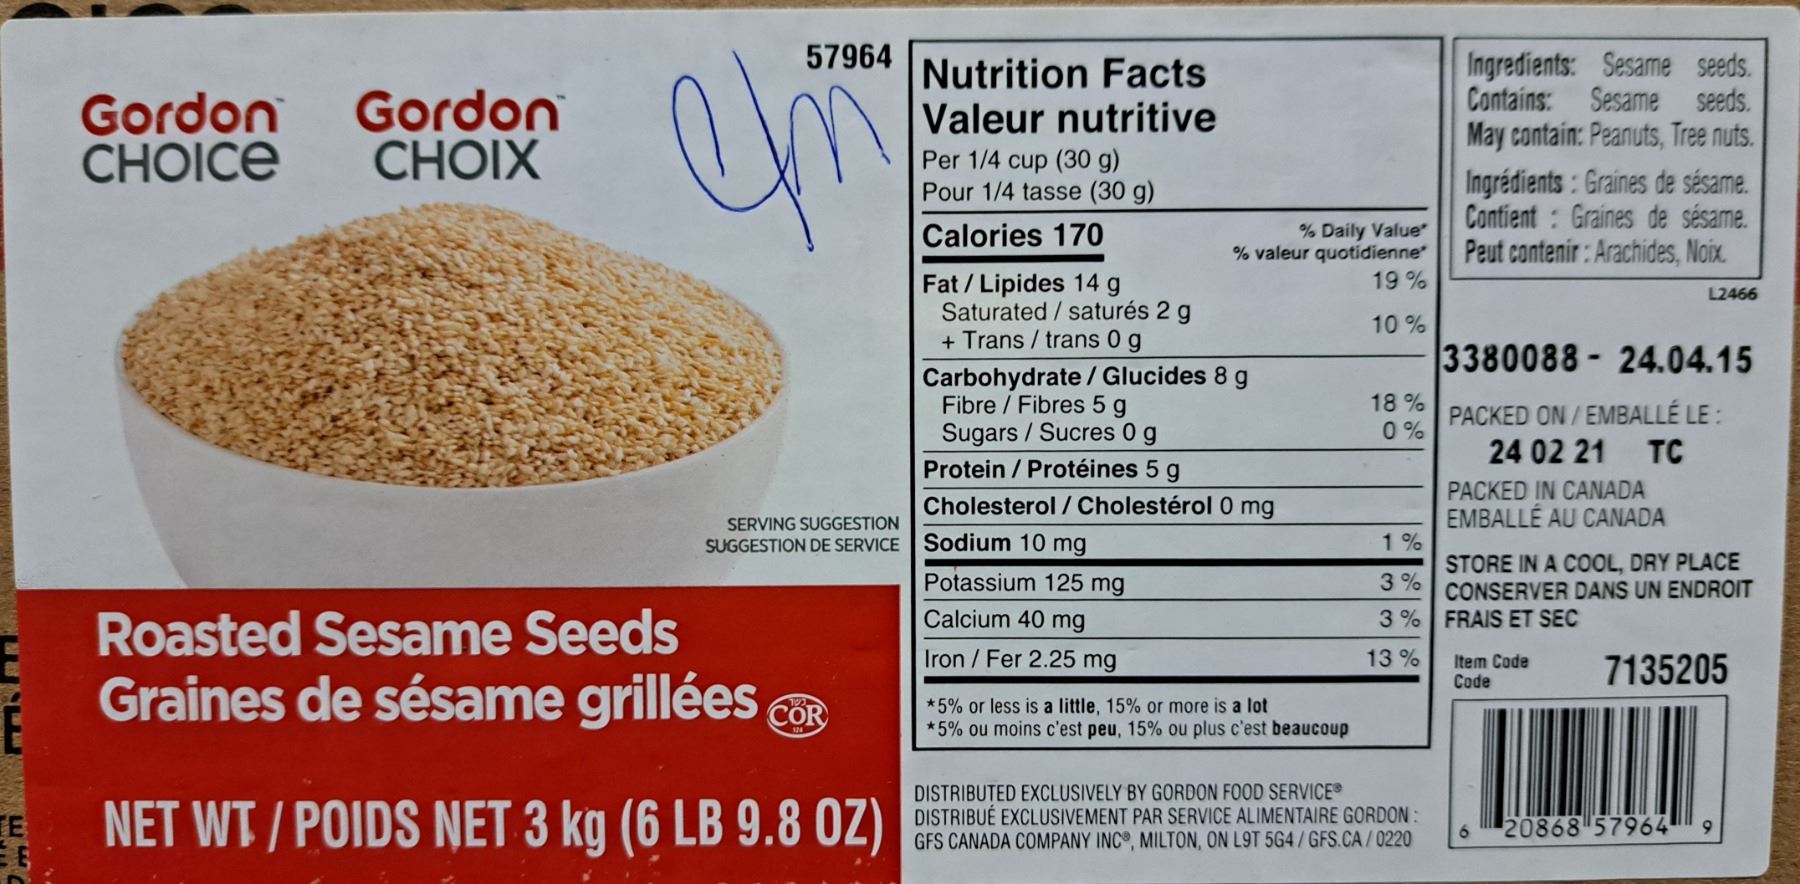 57964
Gordon™ CHOICe
Gordon™ CHOIX
SERVING SUGGESTION
SUGGESTION DE SERVICE
Roasted Sesame Seeds
Graines de sésame grillées
COR
124
NET WT / POIDS NET 3 kg (6 LB 9.8 OZ)
Nutrition Facts
Valeur nutritive
Per 1/4 cup (30 g)
Pour 1/4 tasse (30 g)
Calories 170
% Daily Value*
% valeur quotidienne*
Fat / Lipides 14 g 19 %
Saturated / saturés 2 g
+ Trans / trans 0 g 10 %
Carbohydrate / Glucides 8 g
Fibre / Fibres 5 g 18 %
Sugars / Sucres 0 g 0 %
Protein / Protéines 5 g
Cholesterol / Cholestérol 0 mg
Sodium 10 mg 1 %
Potassium 125 mg 3 %
Calcium 40 mg 3 %
Iron / Fer 2.25 mg 13 %
*5% or less is a little, 15% or more is a lot
*5% ou moins c'est peu, 15% ou plus c'est beaucoup
DISTRIBUTED EXCLUSIVELY BY GORDON FOOD SERVICE®
DISTRIBUÉ EXCLUSIVEMENT PAR SERVICE ALIMENTAIRE GORDON :
GFS CANADA COMPANY INC®, MILTON, ON L9T 5G4 / GFS.CA / 0220
Ingredients: Sesame seeds.
Contains: Sesame seeds.
May contain: Peanuts, Tree nuts.
Ingrédients : Graines de sésame.
Contient : Graines de sésame.
Peut contenir : Arachides, Noix.
L2466
3380088 - 24.04.15
PACKED ON / EMBALLÉ LE :
24 02 21 TC
PACKED IN CANADA
EMBALLÉ AU CANADA
STORE IN A COOL, DRY PLACE
CONSERVER DANS UN ENDROIT
FRAIS ET SEC
Item Code
Code
7135205
6 20868 57964 9